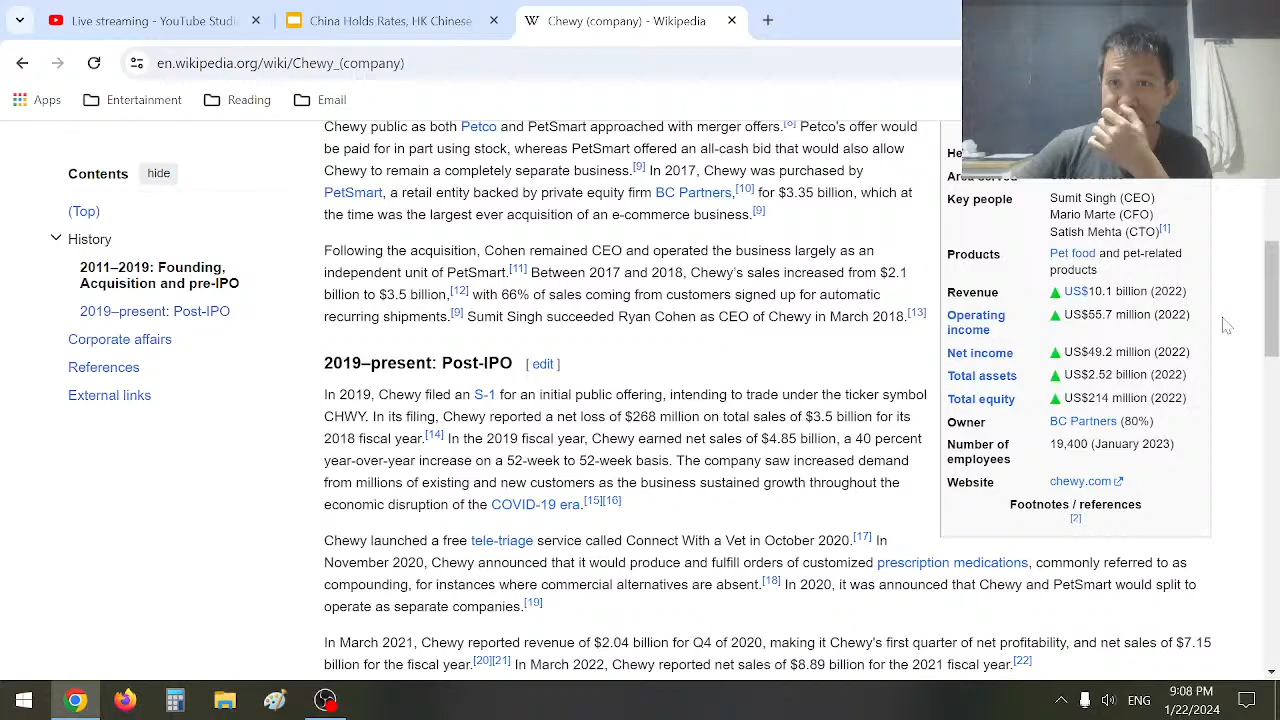 Live streaming - YouTube Studi
China Holds Rates, HK Chinese
Chewy (company) - Wikipedia
en.wikipedia.org/wiki/Chewy_(company)
Apps
Entertainment
Reading
Email
Contents
hide
(Top)
History
2011–2019: Founding,
Acquisition and pre-IPO
2019–present: Post-IPO
Corporate affairs
References
External links
Chewy public as both Petco and PetSmart approached with merger offers.[8] Petco's offer would
be paid for in part using stock, whereas PetSmart offered an all-cash bid that would also allow
Chewy to remain a completely separate business.[9] In 2017, Chewy was purchased by
PetSmart, a retail entity backed by private equity firm BC Partners,[10] for $3.35 billion, which at
the time was the largest ever acquisition of an e-commerce business.[9]
Following the acquisition, Cohen remained CEO and operated the business largely as an
independent unit of PetSmart.[11] Between 2017 and 2018, Chewy's sales increased from $2.1
billion to $3.5 billion,[12] with 66% of sales coming from customers signed up for automatic
recurring shipments.[9] Sumit Singh succeeded Ryan Cohen as CEO of Chewy in March 2018.[13]
2019–present: Post-IPO [ edit ]
In 2019, Chewy filed an S-1 for an initial public offering, intending to trade under the ticker symbol
CHWY. In its filing, Chewy reported a net loss of $268 million on total sales of $3.5 billion for its
2018 fiscal year.[14] In the 2019 fiscal year, Chewy earned net sales of $4.85 billion, a 40 percent
year-over-year increase on a 52-week to 52-week basis. The company saw increased demand
from millions of existing and new customers as the business sustained growth throughout the
economic disruption of the COVID-19 era.[15][16]
Chewy launched a free tele-triage service called Connect With a Vet in October 2020.[17] In
November 2020, Chewy announced that it would produce and fulfill orders of customized prescription medications, commonly referred to as
compounding, for instances where commercial alternatives are absent.[18] In 2020, it was announced that Chewy and PetSmart would split to
operate as separate companies.[19]
In March 2021, Chewy reported revenue of $2.04 billion for Q4 of 2020, making it Chewy's first quarter of net profitability, and net sales of $7.15
billion for the fiscal year.[20][21] In March 2022, Chewy reported net sales of $8.89 billion for the 2021 fiscal year.[22]
Key people
Sumit Singh (CEO)
Mario Marte (CFO)
Satish Mehta (CTO)[1]
Products
Pet food and pet-related
products
Revenue
US$10.1 billion (2022)
Operating
income
US$55.7 million (2022)
Net income
US$49.2 million (2022)
Total assets
US$2.52 billion (2022)
Total equity
US$214 million (2022)
Owner
BC Partners (80%)
Number of
employees
19,400 (January 2023)
Website
chewy.com
Footnotes / references
[2]
ENG
9:08 PM
1/22/2024